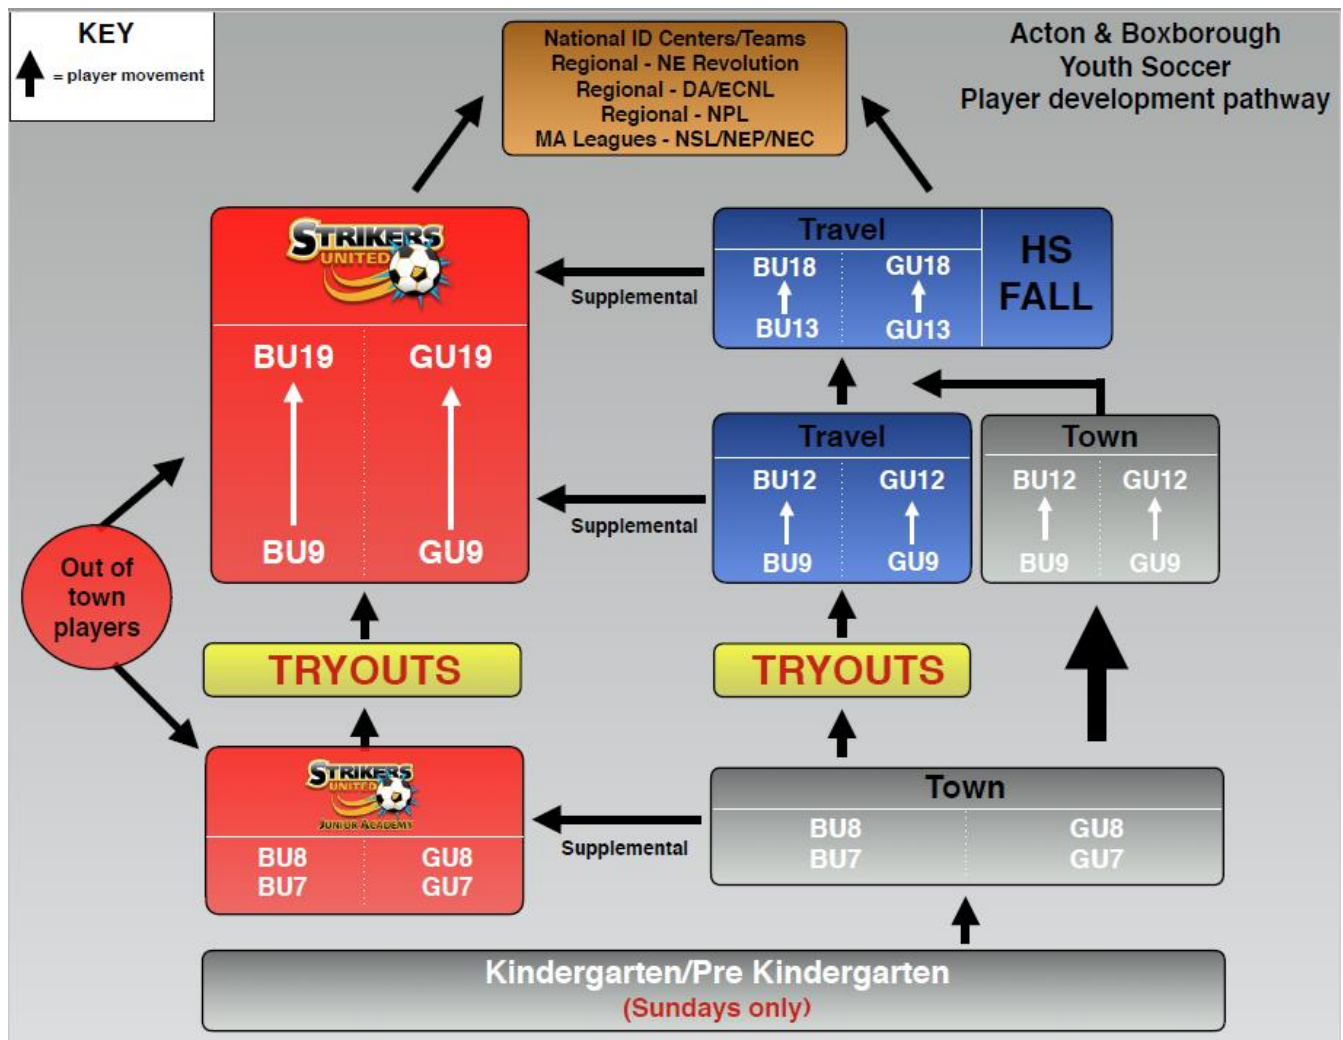 KEY
= player movement
National ID Centers/Teams
Regional - NE Revolution
Regional - DA/ECNL
Regional - NPL
MA Leagues - NSL/NEP/NEC
Acton & Boxborough
Youth Soccer
Player development pathway
STRIKERS
UNITED
BU19
GU19
BU9
GU9
Supplemental
Travel
BU18
GU18
BU13
GU13
HS
FALL
Supplemental
Travel
BU12
GU12
BU9
GU9
Town
BU12
GU12
BU9
GU9
Out of
town
players
TRYOUTS
TRYOUTS
STRIKERS
UNITED
JUNIOR ACADEMY
BU8
GU8
BU7
GU7
Supplemental
Town
BU8
GU8
BU7
GU7
Kindergarten/Pre Kindergarten
(Sundays only)